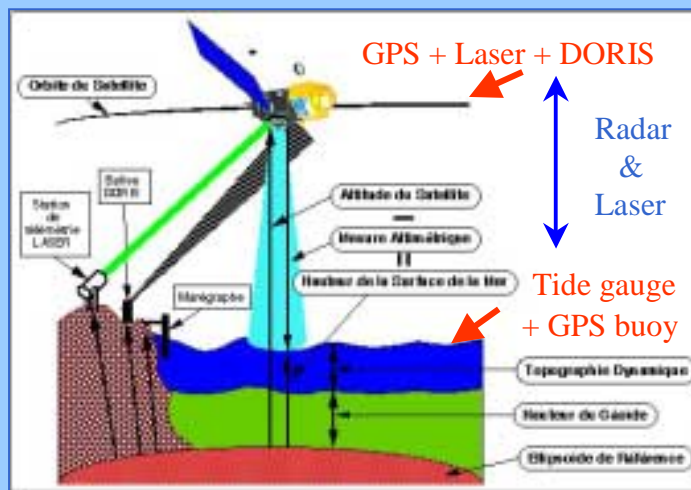 GPS + Laser + DORIS
Orbite du Satellite
Radar
&
Laser
Balise
DORIS
Station
de
télémétrie
LASER
Altitude du Satellite
Mesure Altimétrique
Marégraphe
Hauteur de la Surface de la Mer
Tide gauge
+ GPS buoy
Topographie Dynamique
Hauteur du Géoide
Ellipsoïde de Référence